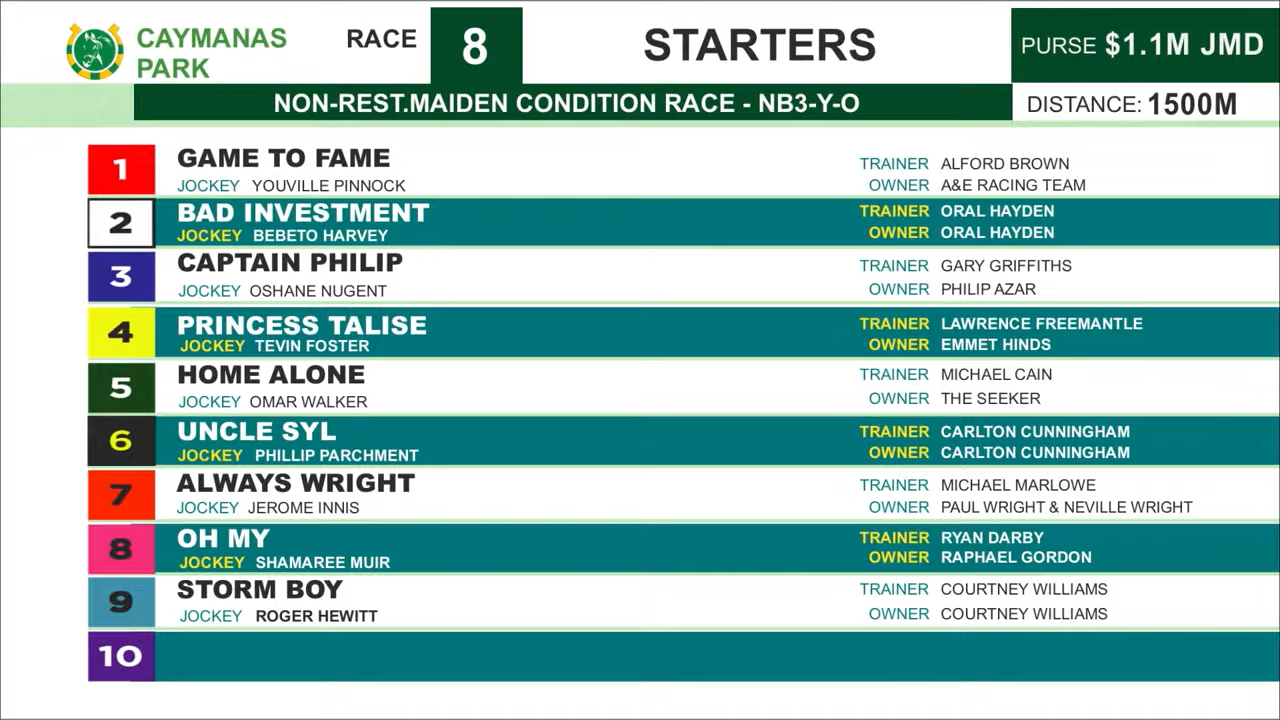 CAYMANAS PARK
RACE 8
STARTERS
PURSE $1.1M JMD
NON-REST.MAIDEN CONDITION RACE - NB3-Y-O
DISTANCE: 1500M
1 GAME TO FAME
JOCKEY YOUVILLE PINNOCK
TRAINER ALFORD BROWN
OWNER A&E RACING TEAM
2 BAD INVESTMENT
JOCKEY BEBETO HARVEY
TRAINER ORAL HAYDEN
OWNER ORAL HAYDEN
3 CAPTAIN PHILIP
JOCKEY OSHANE NUGENT
TRAINER GARY GRIFFITHS
OWNER PHILIP AZAR
4 PRINCESS TALISE
JOCKEY TEVIN FOSTER
TRAINER LAWRENCE FREEMANTLE
OWNER EMMET HINDS
5 HOME ALONE
JOCKEY OMAR WALKER
TRAINER MICHAEL CAIN
OWNER THE SEEKER
6 UNCLE SYL
JOCKEY PHILLIP PARCHMENT
TRAINER CARLTON CUNNINGHAM
OWNER CARLTON CUNNINGHAM
7 ALWAYS WRIGHT
JOCKEY JEROME INNIS
TRAINER MICHAEL MARLOWE
OWNER PAUL WRIGHT & NEVILLE WRIGHT
8 OH MY
JOCKEY SHAMAREE MUIR
TRAINER RYAN DARBY
OWNER RAPHAEL GORDON
9 STORM BOY
JOCKEY ROGER HEWITT
TRAINER COURTNEY WILLIAMS
OWNER COURTNEY WILLIAMS
10